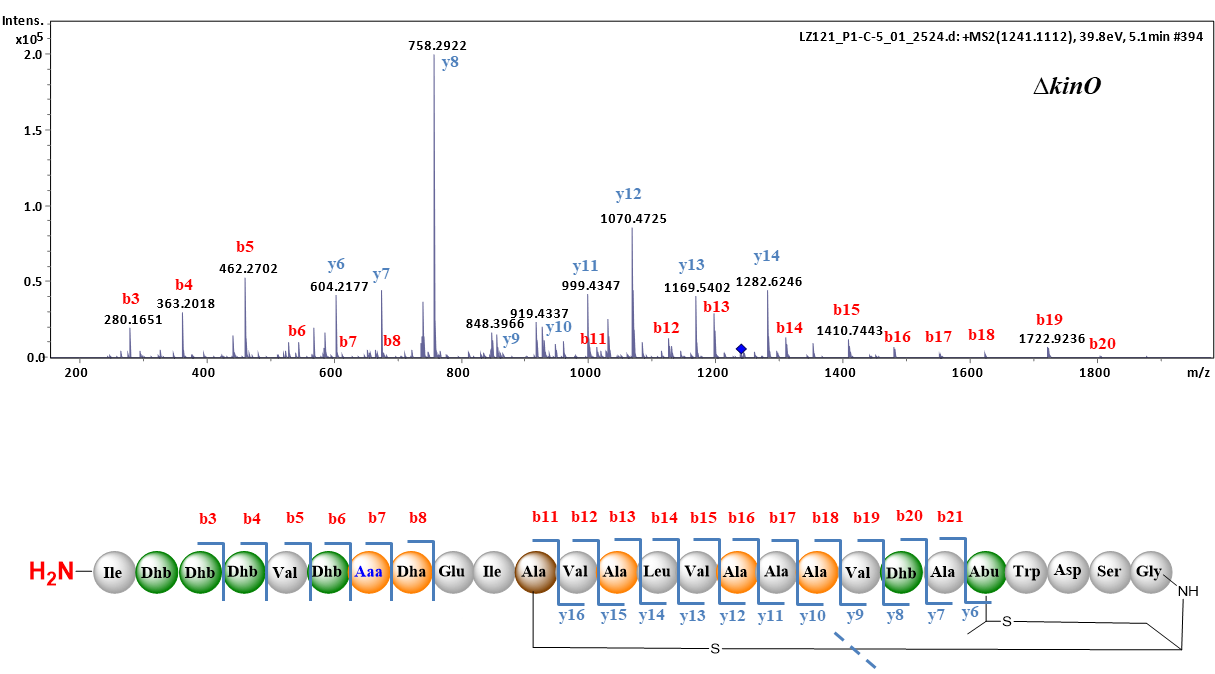 Intens.
x10⁵
LZ121_P1-C-5_01_2524.d: +MS2(1241.1112), 39.8eV, 5.1min #394
ΔkinO
2.0
1.5
1.0
0.5
0.0
758.2922
y8
y12
1070.4725
b5
462.2702
b4
363.2018
b3
280.1651
y6
604.2177
y7
b6
b7
b8
848.3966
y9
919.4337
y10
y11
999.4347
b11
b12
y13
1169.5402
b13
y14
1282.6246
b14
b15
1410.7443
b16
b17
b18
b19
1722.9236
b20
200 400 600 800 1000 1200 1400 1600 1800 m/z
b3 b4 b5 b6 b7 b8 b11 b12 b13 b14 b15 b16 b17 b18 b19 b20 b21
H₂N Ile Dhb Dhb Dhb Val Dhb Aaa Dha Glu Ile Ala Val Ala Leu Val Ala Ala Ala Val Dhb Ala Abu Trp Asp Ser Gly
NH
y16 y15 y14 y13 y12 y11 y10 y9 y8 y7 y6
S
S